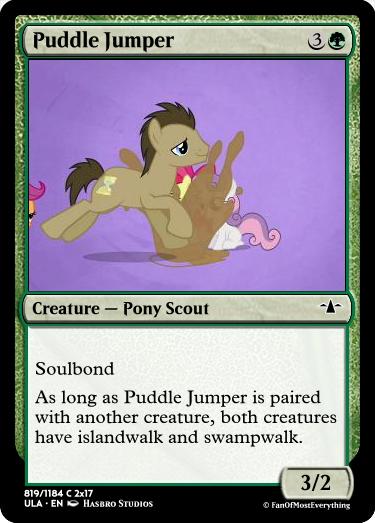 Puddle Jumper 3
Creature — Pony Scout
Soulbond
As long as Puddle Jumper is paired
with another creature, both creatures
have islandwalk and swampwalk.
3/2
819/1184 C 2x17
ULA · EN Hasbro Studios
© FanOfMostEverything